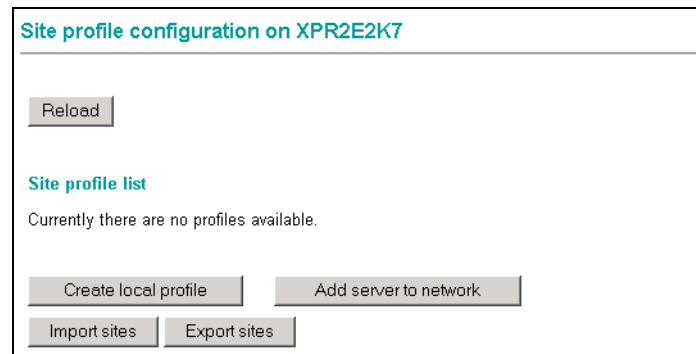 Site profile configuration on XPR2E2K7
Reload
Site profile list
Currently there are no profiles available.
Create local profile Add server to network
Import sites Export sites